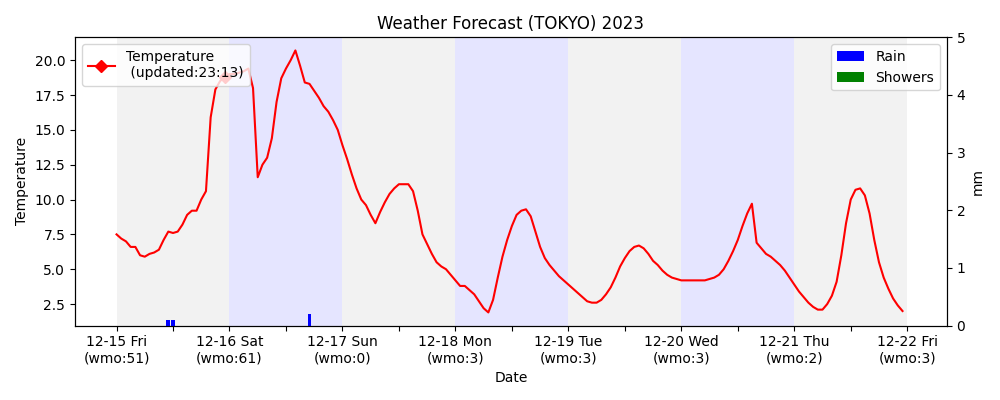 Weather Forecast (TOKYO) 2023
Temperature
(updated:23:13)
Rain
Showers
20.0
17.5
15.0
12.5
10.0
7.5
5.0
2.5
Temperature
5
4
3
2
1
0
mm
12-15 Fri
(wmo:51)
12-16 Sat
(wmo:61)
12-17 Sun
(wmo:0)
12-18 Mon
(wmo:3)
12-19 Tue
(wmo:3)
12-20 Wed
(wmo:3)
12-21 Thu
(wmo:2)
12-22 Fri
(wmo:3)
Date